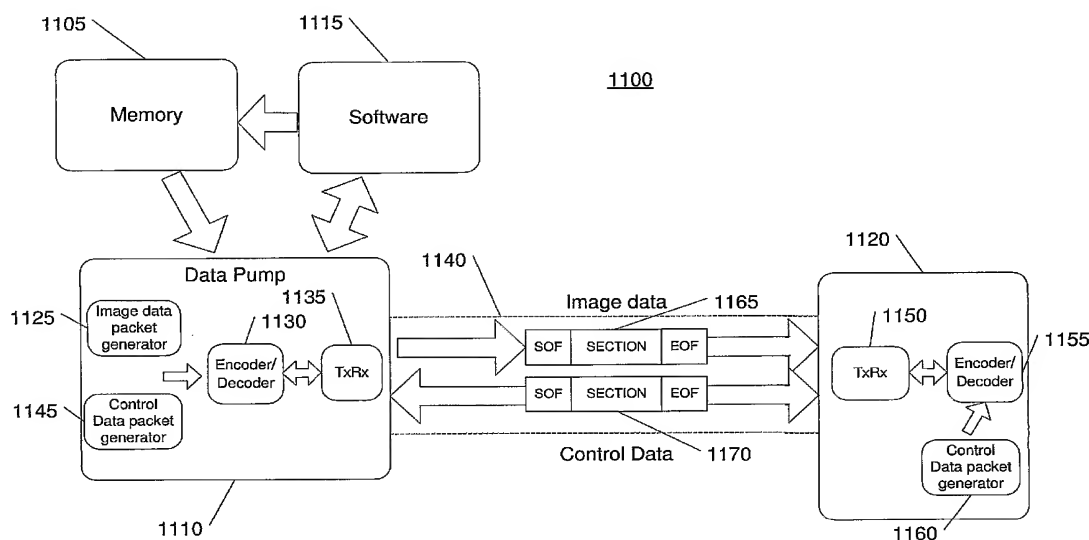 1105
1115
1100
Memory
Software
1120
Data Pump
1140
1135
Image data
1165
1125
Image data
packet
generator
1130
1150
1155
SOF SECTION EOF
Encoder/
Decoder
TxRx
TxRx
Encoder/
Decoder
SOF SECTION EOF
1145
Control
Data packet
generator
Control Data
1170
Control
Data packet
generator
1110
1160